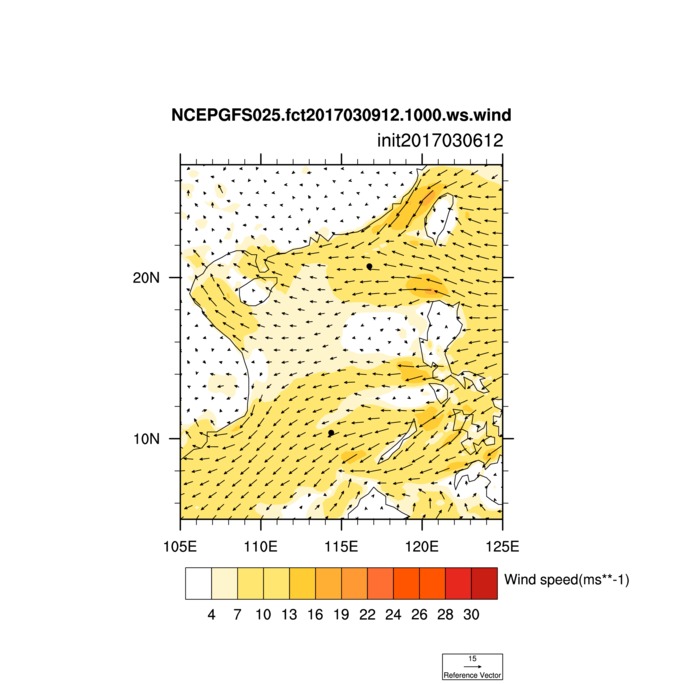 NCEPGFS025.fct2017030912.1000.ws.wind
init2017030612
20N
10N
105E 110E 115E 120E 125E
Wind speed(ms**-1)
4 7 10 13 16 19 22 24 26 28 30
15
Reference Vector